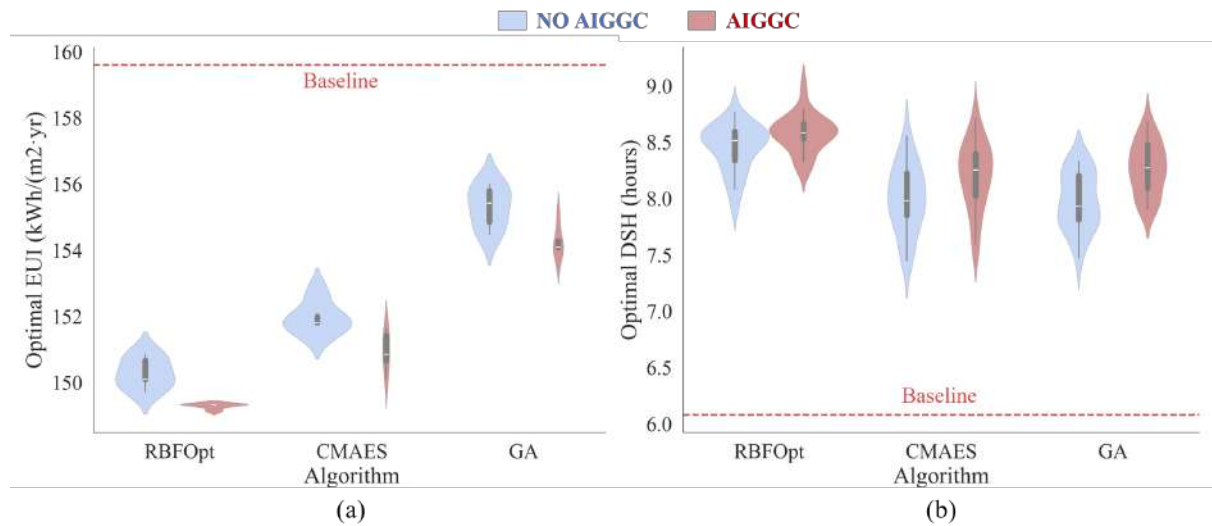 NO AIGGC AIGGC
160
158
156
154
152
150
Optimal EUI (kWh/(m2·yr)
Baseline
RBFOpt CMAES GA
Algorithm
(a)
9.0
8.5
8.0
7.5
7.0
6.5
6.0
Optimal DSH (hours)
Baseline
RBFOpt CMAES GA
Algorithm
(b)